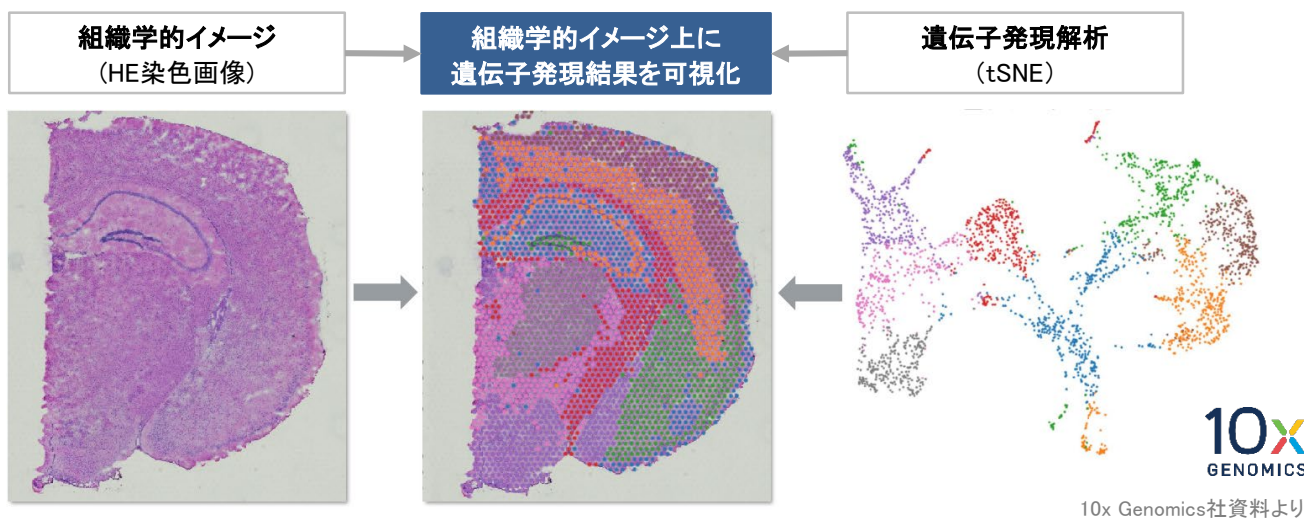 組織学的イメージ
(HE染色画像)
組織学的イメージ上に
遺伝子発現結果を可視化
遺伝子発現解析
(tSNE)
10x
GENOMICS
10x Genomics社資料より